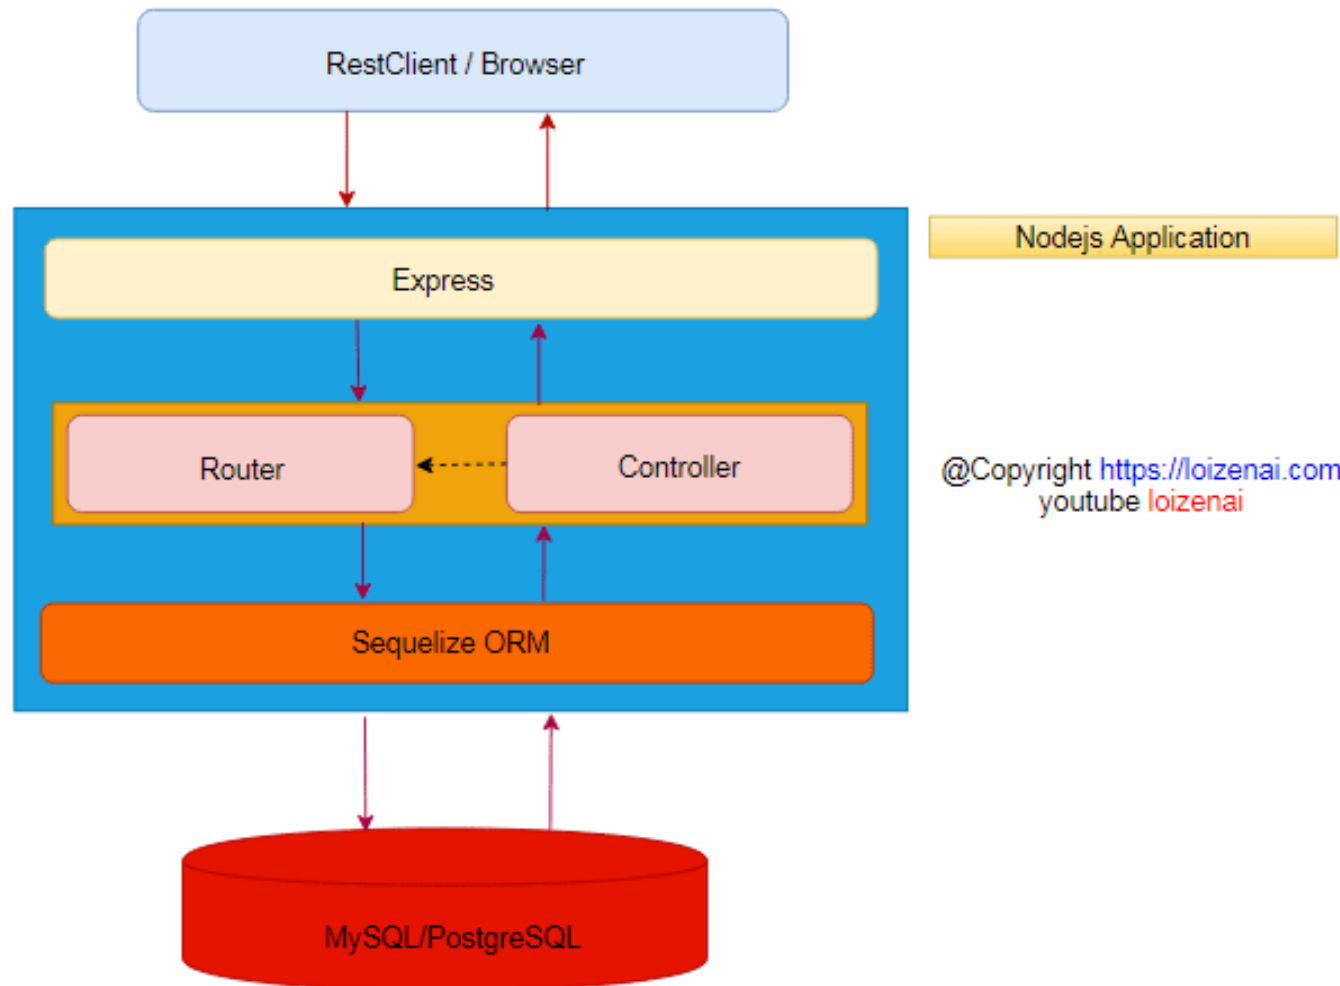 RestClient / Browser
Nodejs Application
Express
Router
Controller
@Copyright https://loizenai.com
youtube loizenai
Sequelize ORM
MySQL/PostgreSQL